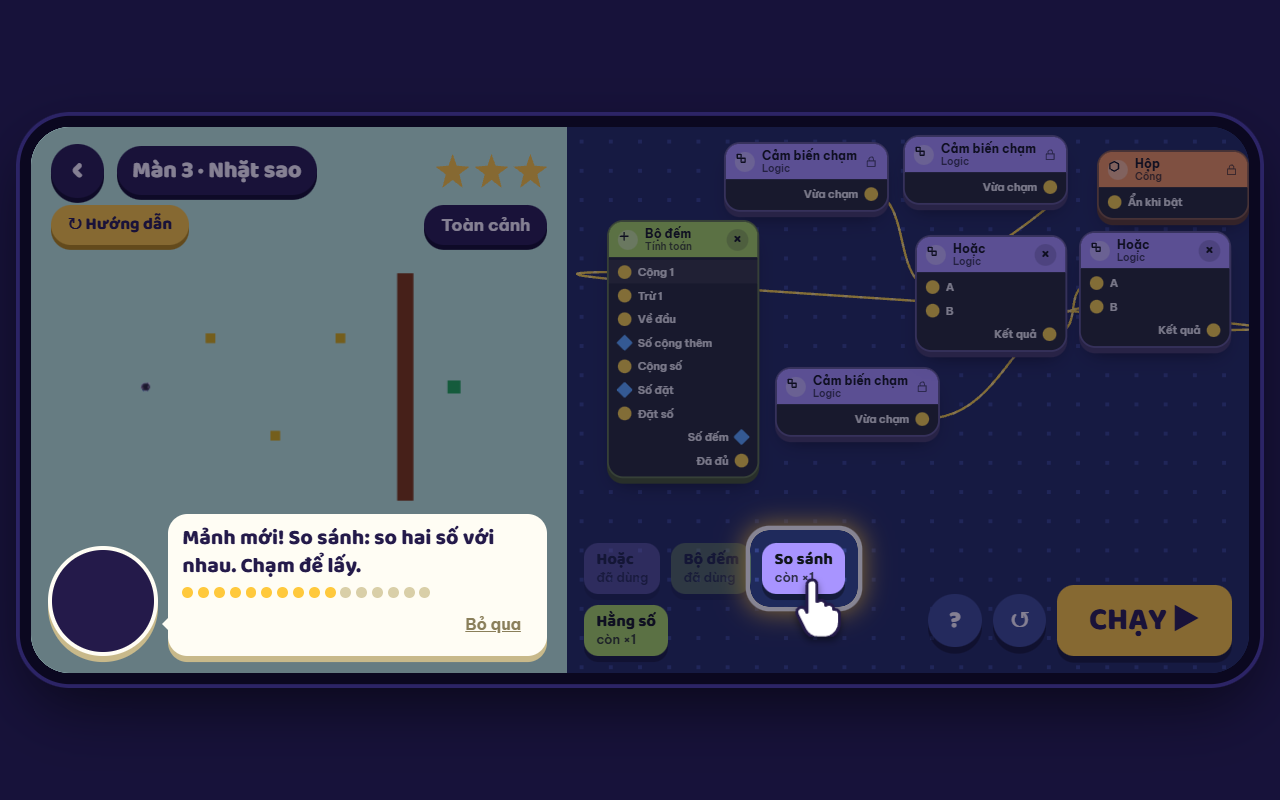 Màn 3 · Nhặt sao
↻ Hướng dẫn
Toàn cảnh
Mảnh mới! So sánh: so hai số với
nhau. Chạm để lấy.
Bỏ qua
Cảm biến chạm
Logic
Vừa chạm
Cảm biến chạm
Logic
Vừa chạm
Hộp
Cổng
Ẩn khi bật
Bộ đếm
Tính toán
Cộng 1
Trừ 1
Về đầu
Số cộng thêm
Cộng số
Số đặt
Đặt số
Số đếm
Đã đủ
Hoặc
Logic
A
B
Kết quả
Hoặc
Logic
A
B
Kết quả
Cảm biến chạm
Logic
Vừa chạm
Hoặc
đã dùng
Bộ đếm
đã dùng
So sánh
còn ×1
Hằng số
còn ×1
?
↺
CHẠY